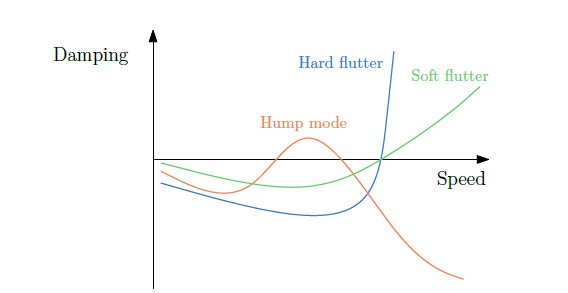 Damping
Hard flutter
Soft flutter
Hump mode
Speed